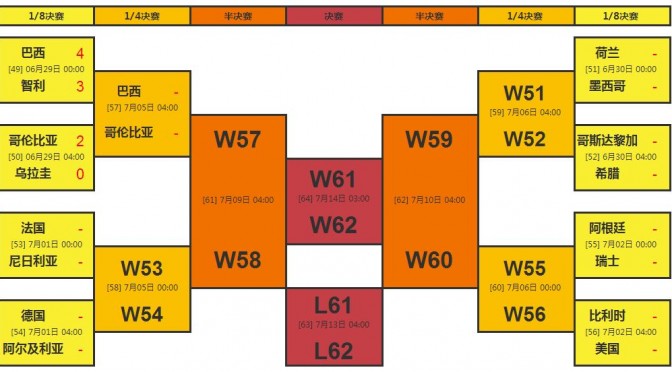 1/8决赛 1/4决赛 半决赛 决赛 半决赛 1/4决赛 1/8决赛
巴西 4
[49] 06月29日 00:00
智利 3
哥伦比亚 2
[50] 06月29日 04:00
乌拉圭 0
法国 -
[53] 7月01日 00:00
尼日利亚 -
德国 -
[54] 7月01日 04:00
阿尔及利亚 -
巴西 -
[57] 7月05日 04:00
哥伦比亚 -
W53
[58] 7月05日 00:00
W54
W57
[61] 7月09日 04:00
W58
W61
[64] 7月14日 03:00
W62
L61
[63] 7月13日 04:00
L62
W59
[62] 7月10日 04:00
W60
W51
[59] 7月06日 04:00
W52
W55
[60] 7月06日 00:00
W56
荷兰 -
[51] 6月30日 00:00
墨西哥 -
哥斯达黎加 -
[52] 6月30日 04:00
希腊 -
阿根廷 -
[55] 7月02日 00:00
瑞士 -
比利时 -
[56] 7月02日 04:00
美国 -